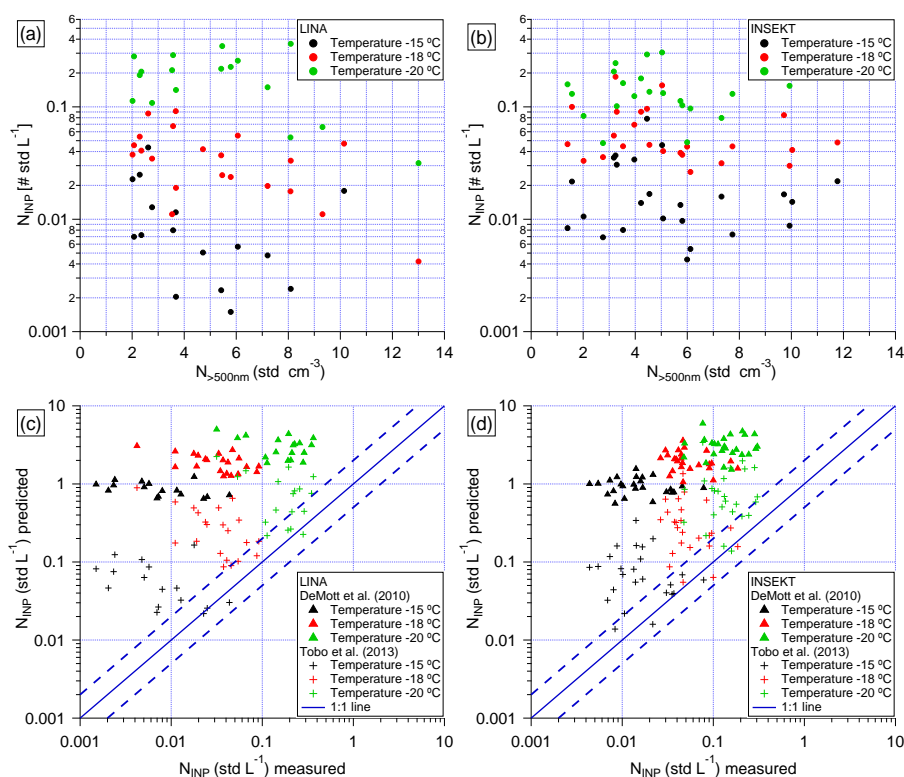 (a)
LINA
Temperature -15 ºC
Temperature -18 ºC
Temperature -20 ºC
N_INP [# std L⁻¹]
6
4
2
0.1
8
6
4
2
0.01
8
6
4
2
0.001
0 2 4 6 8 10 12 14
N_>500nm (std cm⁻³)
(b)
INSEKT
Temperature -15 ºC
Temperature -18 ºC
Temperature -20 ºC
N_INP [# std L⁻¹]
6
4
2
0.1
8
6
4
2
0.01
8
6
4
2
0.001
0 2 4 6 8 10 12 14
N_>500nm (std cm⁻³)
(c)
N_INP (std L⁻¹) predicted
10
1
0.1
0.01
0.001
LINA
DeMott et al. (2010)
Temperature -15 ºC
Temperature -18 ºC
Temperature -20 ºC
Tobo et al. (2013)
Temperature -15 ºC
Temperature -18 ºC
Temperature -20 ºC
1:1 line
0.001 0.01 0.1 1 10
N_INP (std L⁻¹) measured
(d)
N_INP (std L⁻¹) predicted
10
1
0.1
0.01
0.001
INSEKT
DeMott et al. (2010)
Temperature -15 ºC
Temperature -18 ºC
Temperature -20 ºC
Tobo et al. (2013)
Temperature -15 ºC
Temperature -18 ºC
Temperature -20 ºC
1:1 line
0.001 0.01 0.1 1 10
N_INP (std L⁻¹) measured